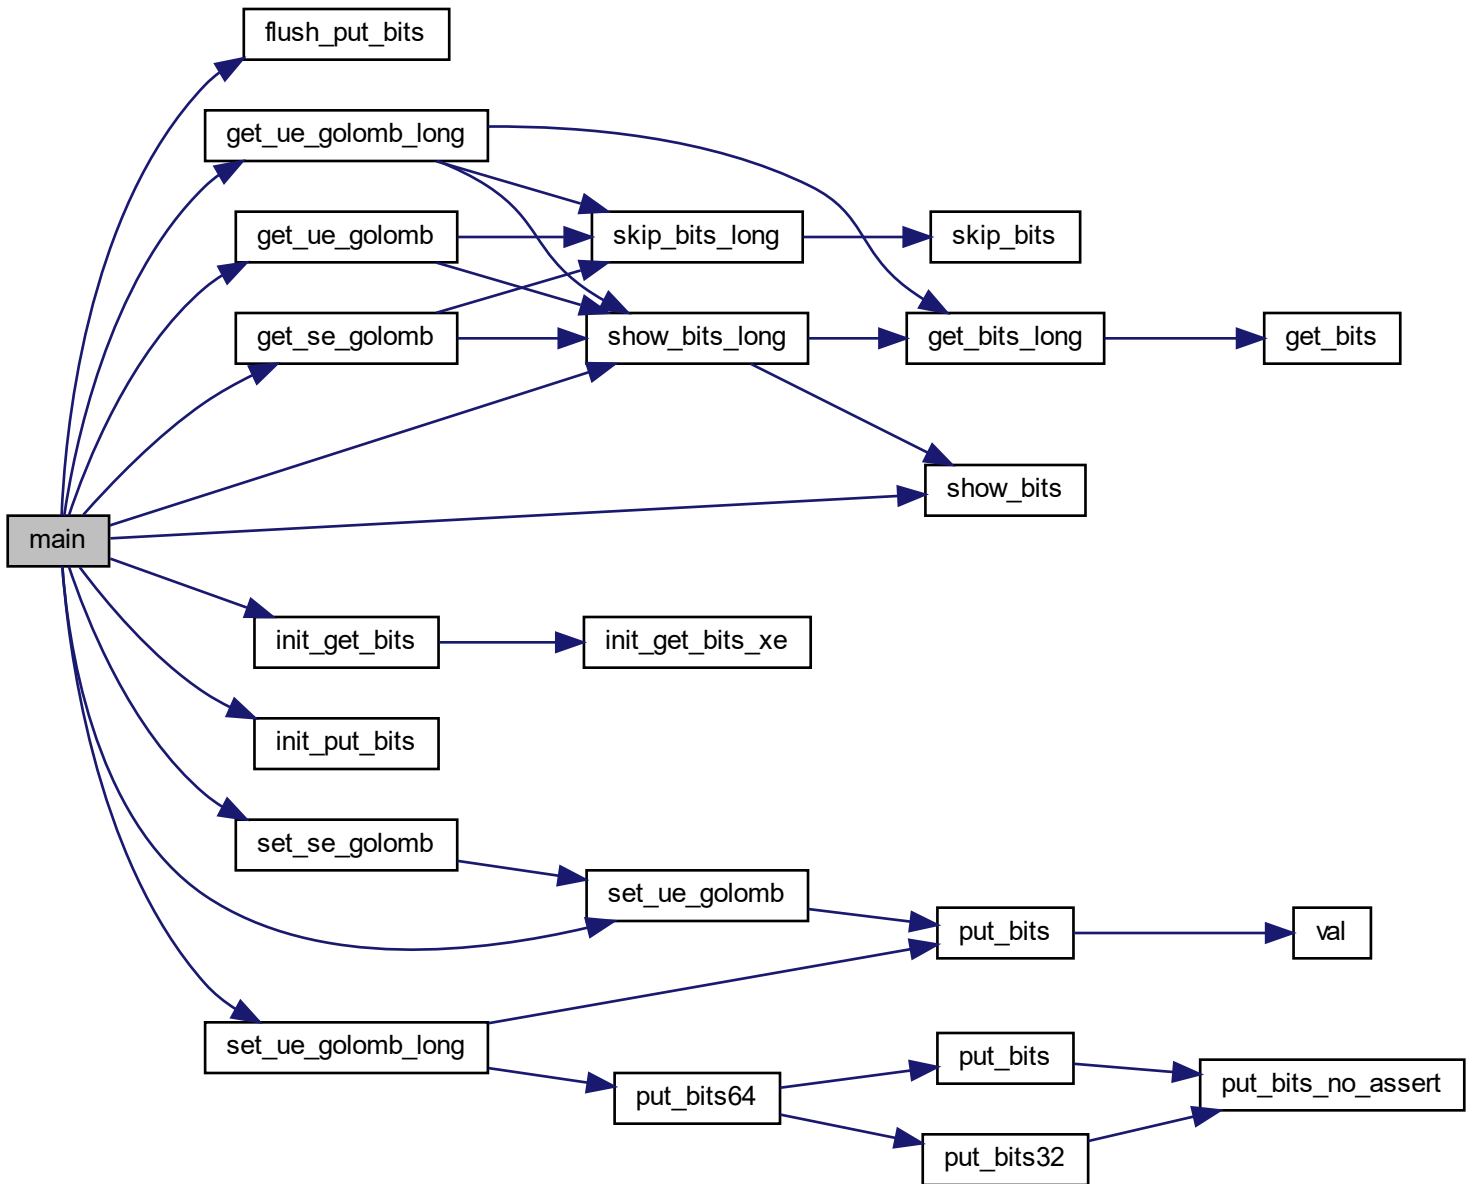 flush_put_bits
get_ue_golomb_long
get_ue_golomb
skip_bits_long
skip_bits
get_se_golomb
show_bits_long
get_bits_long
get_bits
show_bits
main
init_get_bits
init_get_bits_xe
init_put_bits
set_se_golomb
set_ue_golomb
put_bits
val
set_ue_golomb_long
put_bits
put_bits64
put_bits_no_assert
put_bits32